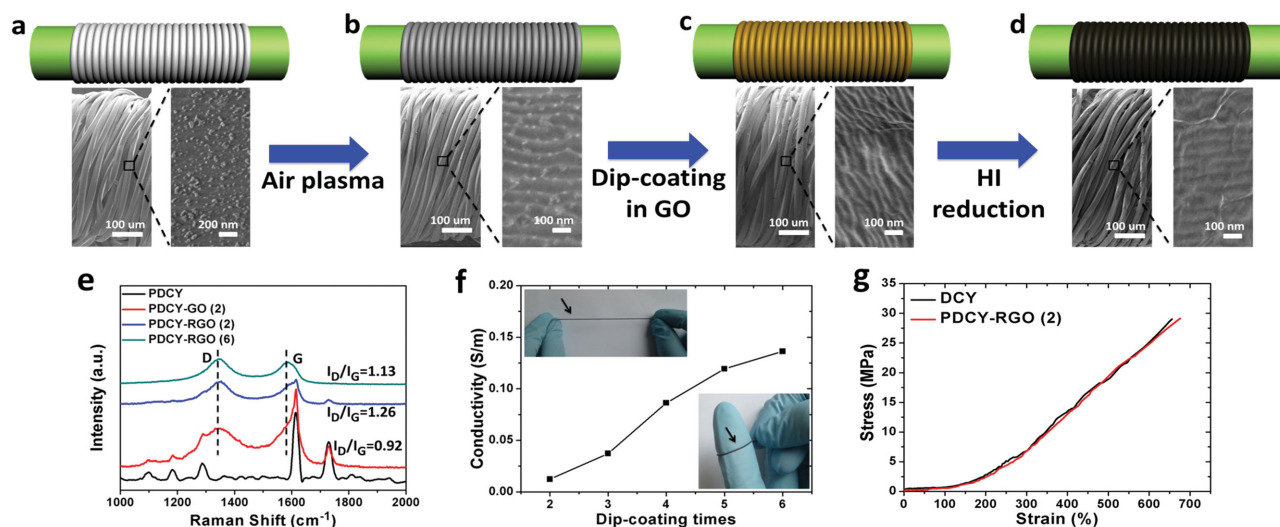 a
b
c
d
Air plasma
Dip-coating
in GO
HI
reduction
100 um
200 nm
100 um
100nm
100 um
100 nm
100 um
100 nm
e
PDCY
PDCY-GO (2)
PDCY-RGO (2)
PDCY-RGO (6)
D
G
I_D/I_G=1.13
I_D/I_G=1.26
I_D/I_G=0.92
Intensity (a.u.)
1000 1200 1400 1600 1800 2000
Raman Shift (cm⁻¹)
f
Conductivity (S/m)
0.20
0.15
0.10
0.05
0.00
2 3 4 5 6
Dip-coating times
g
DCY
PDCY-RGO (2)
Stress (MPa)
35
30
25
20
15
10
5
0
0 100 200 300 400 500 600 700 800
Strain (%)